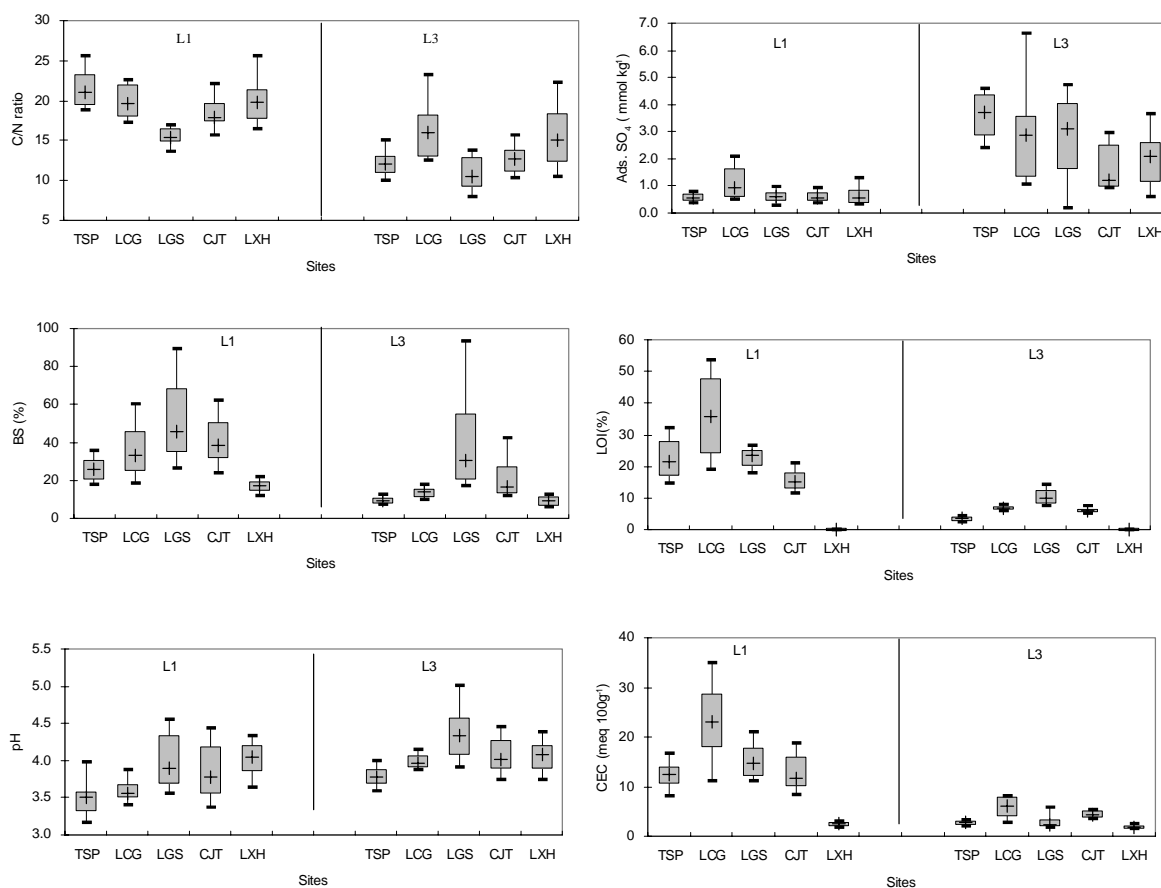 L1
L3
30
25
20
15
10
5
C/N ratio
TSP LCG LGS CJT LXH TSP LCG LGS CJT LXH
Sites
L1
L3
7.0
6.0
5.0
4.0
3.0
2.0
1.0
0.0
Ads. SO4 ( mmol kg1)
TSP LCG LGS CJT LXH TSP LCG LGS CJT LXH
Sites
L1
L3
100
80
60
40
20
0
BS (%)
TSP LCG LGS CJT LXH TSP LCG LGS CJT LXH
Sites
L1
L3
60
50
40
30
20
10
0
LOI(%)
TSP LCG LGS CJT LXH TSP LCG LGS CJT LXH
Sites
L1
L3
5.5
5.0
4.5
4.0
3.5
3.0
pH
TSP LCG LGS CJT LXH TSP LCG LGS CJT LXH
Sites
L1
L3
40
30
20
10
0
CEC (meq 100g-1)
TSP LCG LGS CJT LXH TSP LCG LGS CJT LXH
Sites